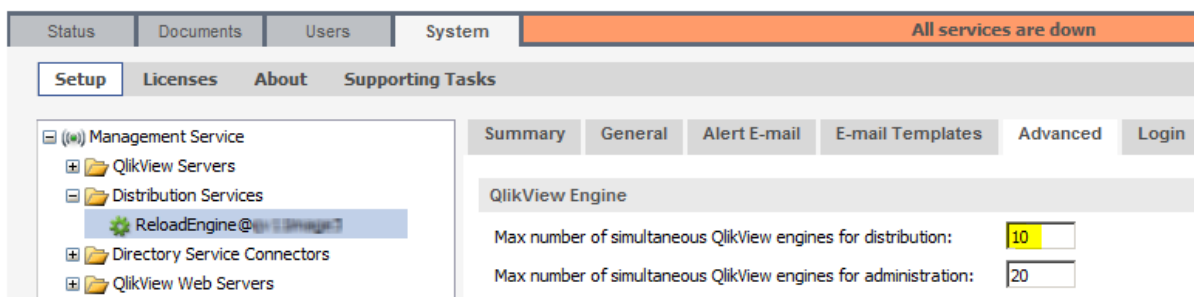 Status Documents Users System All services are down
Setup Licenses About Supporting Tasks
((●)) Management Service
QlikView Servers
Distribution Services
ReloadEngine@
Directory Service Connectors
QlikView Web Servers
Summary General Alert E-mail E-mail Templates Advanced Login
QlikView Engine
Max number of simultaneous QlikView engines for distribution: 10
Max number of simultaneous QlikView engines for administration: 20